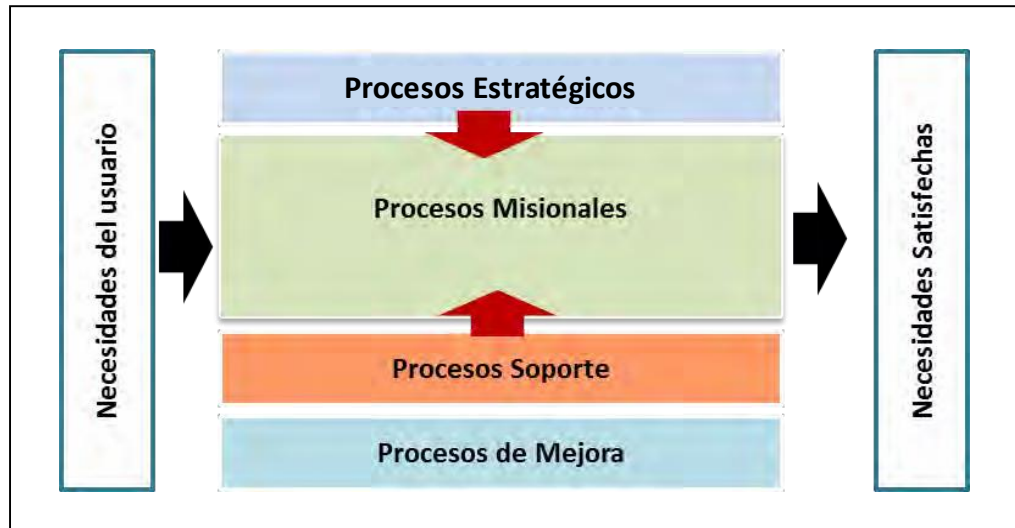 Necesidades del usuario
Procesos Estratégicos
Procesos Misionales
Procesos Soporte
Procesos de Mejora
Necesidades Satisfechas